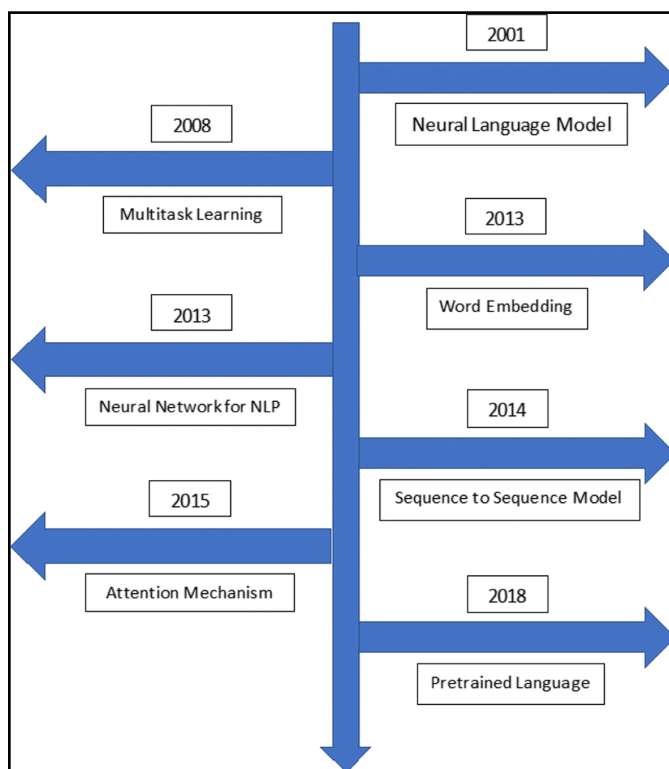 2001
Neural Language Model
2008
Multitask Learning
2013
Word Embedding
2013
Neural Network for NLP
2014
Sequence to Sequence Model
2015
Attention Mechanism
2018
Pretrained Language